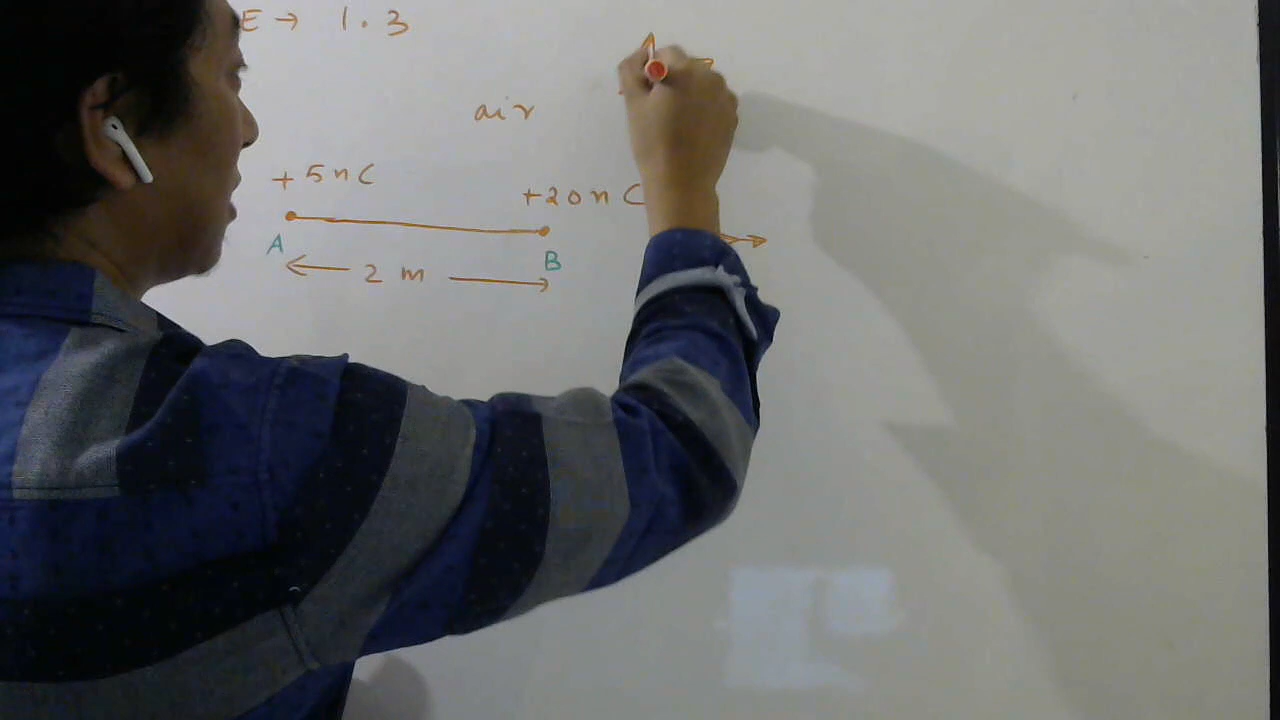 E → 1.3
air
+5nC
+20nC
A
B
2 m